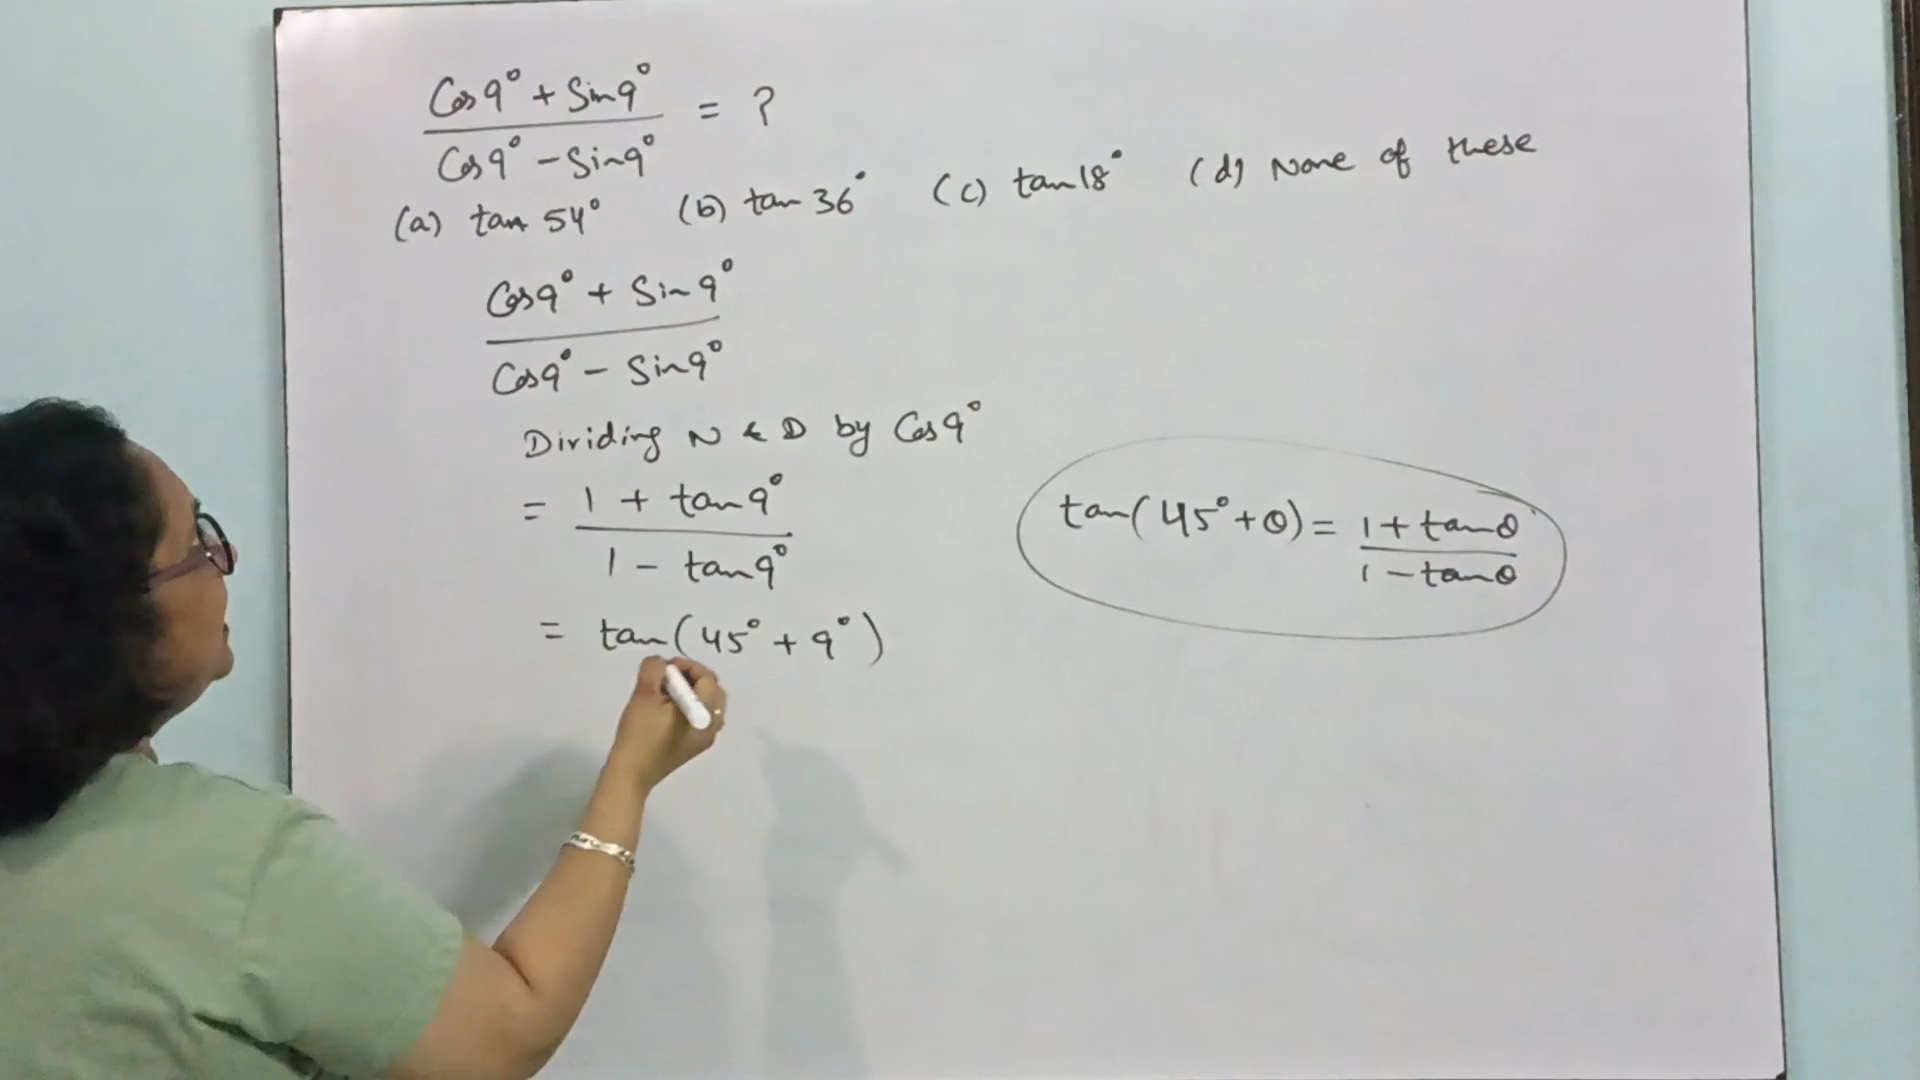 Cos9° + Sin9°
Cos9° - Sin9°
= ?
(a) tan 54° (b) tan 36° (c) tan18° (d) None of these
Cos9° + Sin9°
Cos9° - Sin9°
Dividing N & D by Cos9°
= 1 + tan9°
1 - tan9°
= tan(45° + 9°)
tan(45°+θ) = 1 + tanθ
1 - tanθ